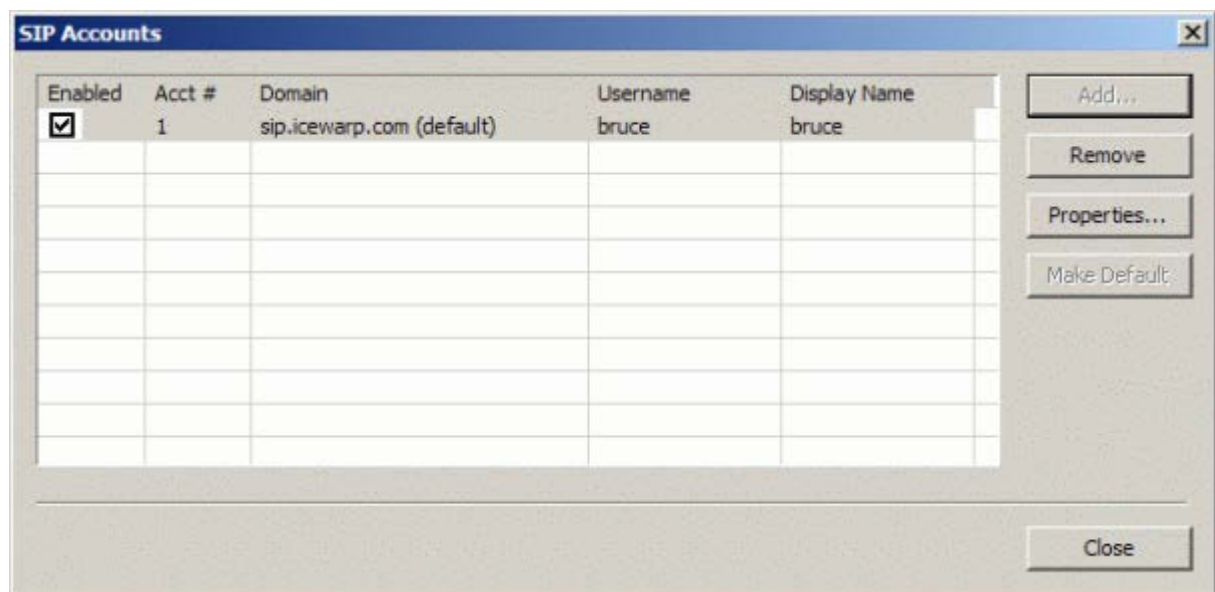 SIP Accounts
Enabled Acct # Domain Username Display Name
1 sip.icewarp.com (default) bruce bruce
Add...
Remove
Properties...
Make Default
Close